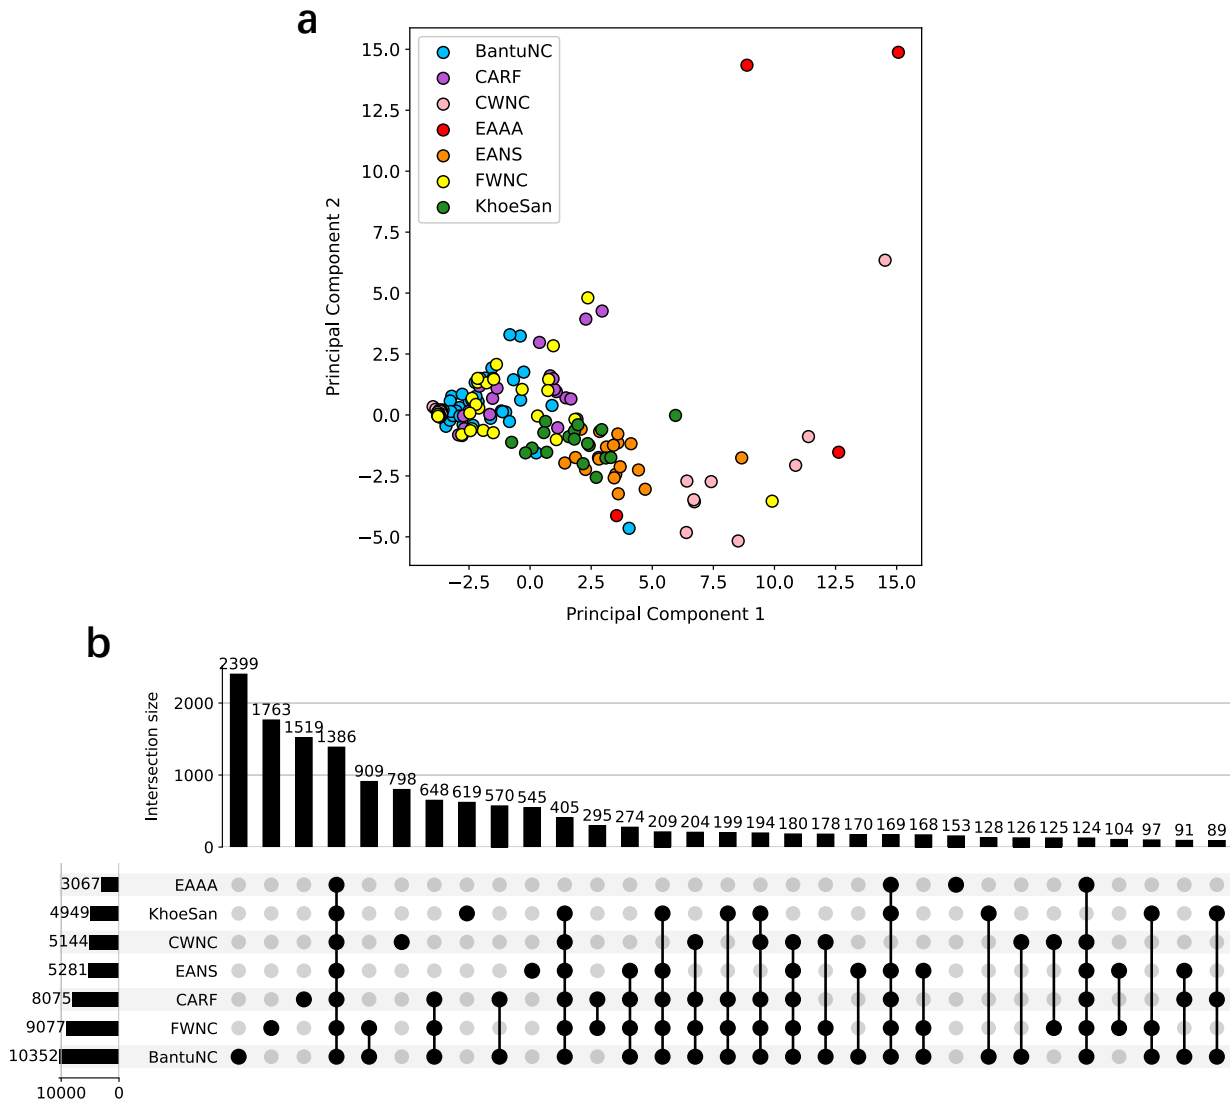 a
BantuNC
CARF
CWNC
EAAA
EANS
FWNC
KhoeSan
15.0
12.5
10.0
7.5
5.0
2.5
0.0
−2.5
−5.0
Principal Component 2
−2.5 0.0 2.5 5.0 7.5 10.0 12.5 15.0
Principal Component 1
b
2399 1763 1519 1386 909 798 648 619 570 545 405 295 274 209 204 199 194 180 178 170 169 168 153 128 126 125 124 104 97 91 89
2000
1000
0
Intersection size
3067 EAAA
4949 KhoeSan
5144 CWNC
5281 EANS
8075 CARF
9077 FWNC
10352 BantuNC
10000 0